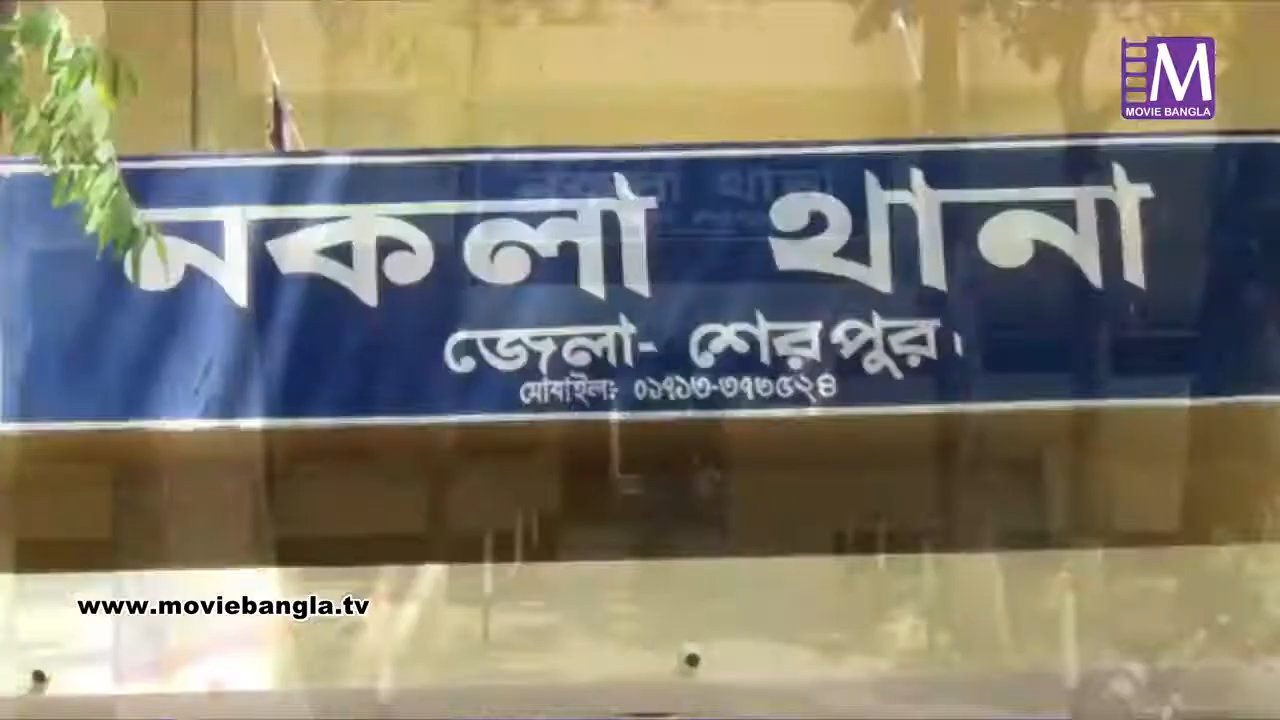 M
MOVIE BANGLA
নকলা থানা
জেলা- শেরপুর।
মোবাইল: ০১৭১৩-৩৭৩৫২৪
www.moviebangla.tv